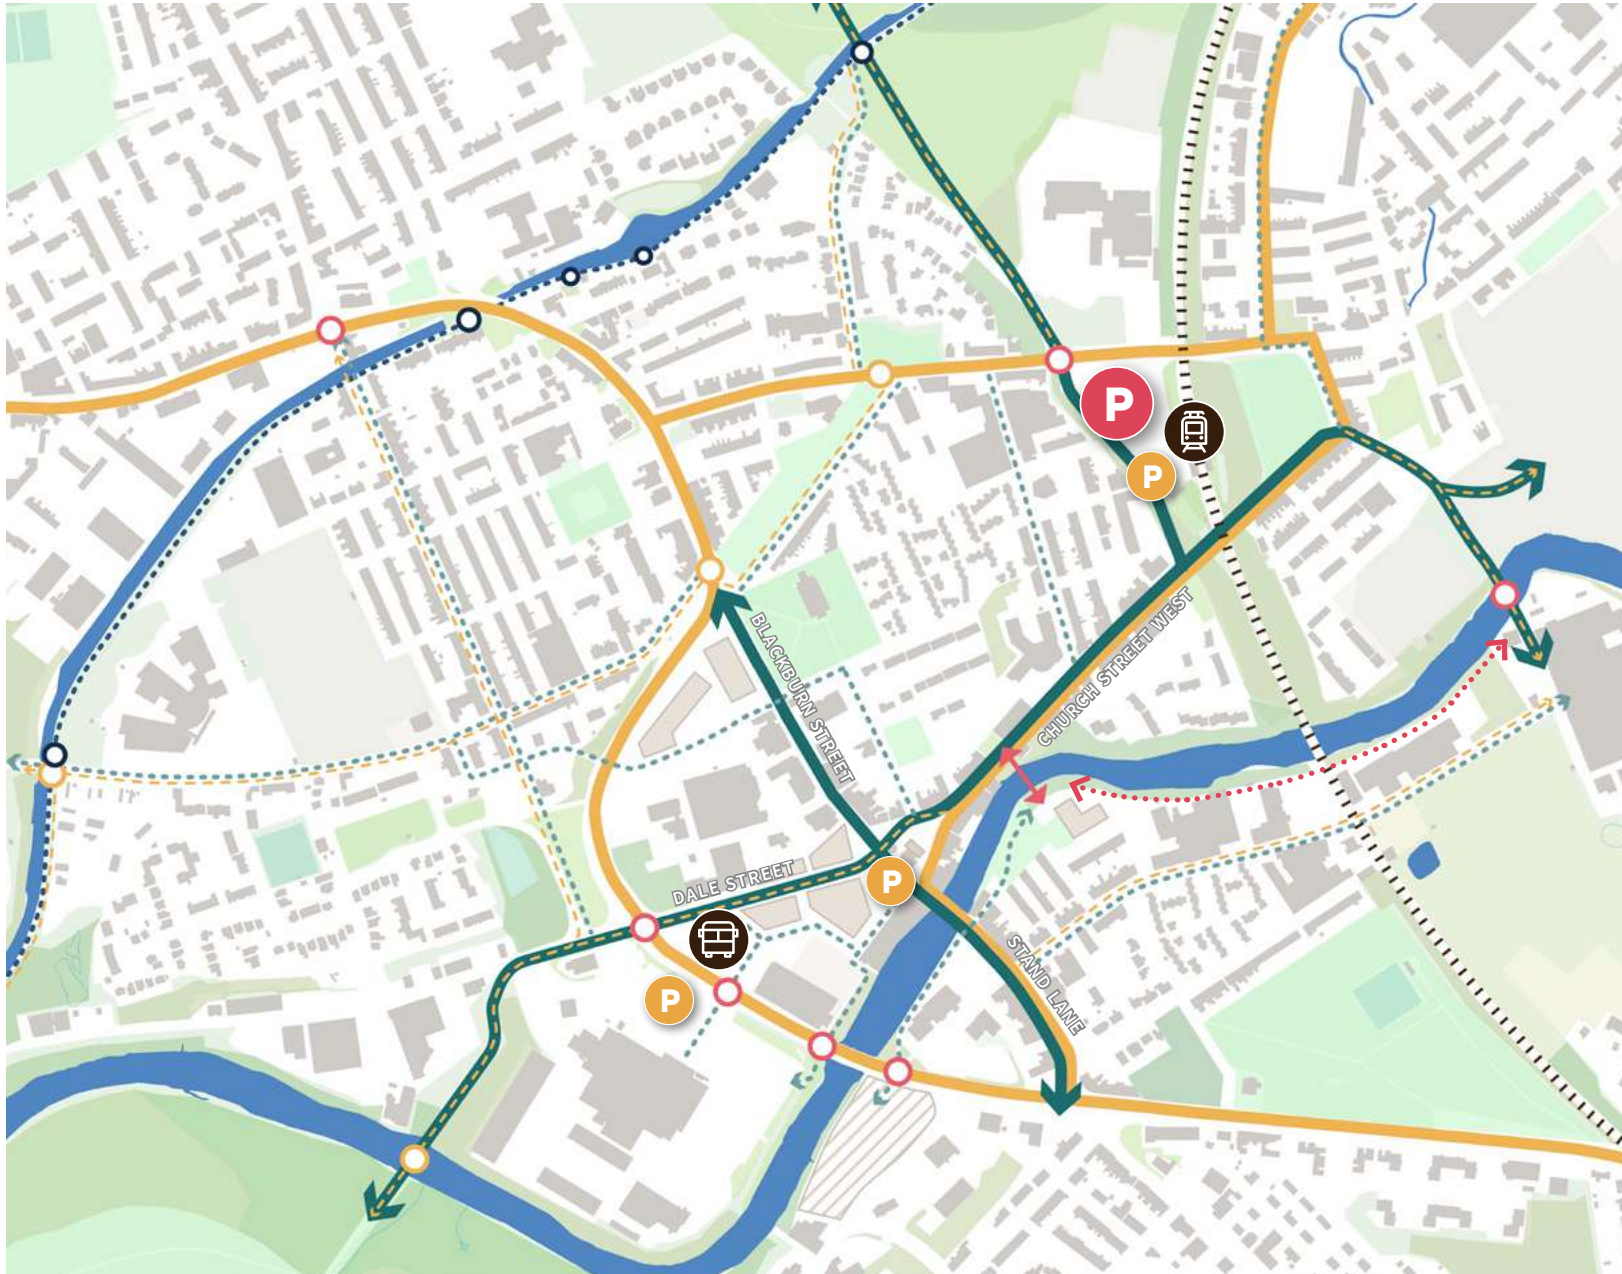 P
P
BLACKBURN STREET
CHURCH STREET WEST
DALE STREET
P
STAND LANE
P